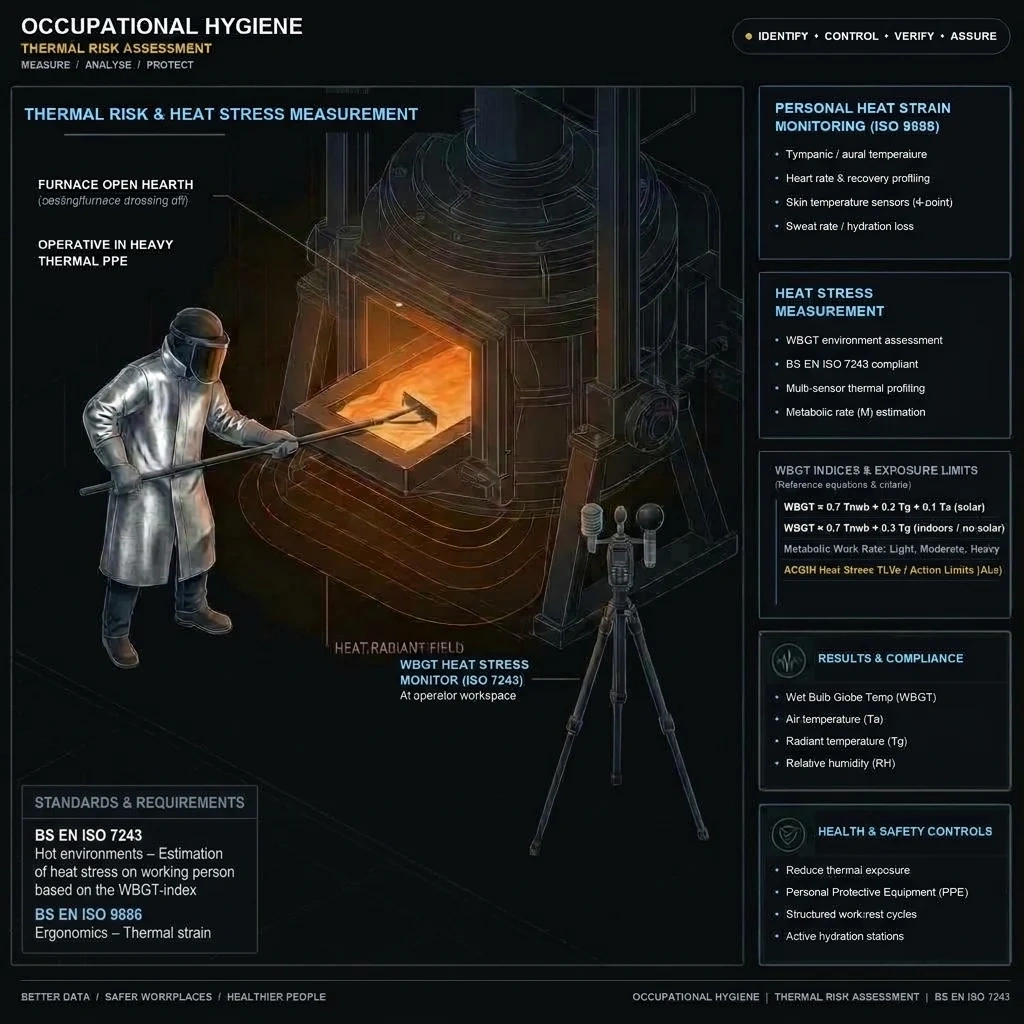 OCCUPATIONAL HYGIENE
THERMAL RISK ASSESSMENT
MEASURE / ANALYSE / PROTECT
IDENTIFY • CONTROL • VERIFY • ASSURE
THERMAL RISK & HEAT STRESS MEASUREMENT
FURNACE OPEN HEARTH
drossing off)
OPERATIVE IN HEAVY
THERMAL PPE
HEAT RADIANT FIELD
WBGT HEAT STRESS
MONITOR (ISO 7243)
At operator workspace
STANDARDS & REQUIREMENTS
BS EN ISO 7243
Hot environments – Estimation
of heat stress on working person
based on the WBGT-index
BS EN ISO 9886
Ergonomics – Thermal strain
PERSONAL HEAT STRAIN
MONITORING (ISO 9886)
• Tympanic / aural temperaiure
• Heart rate & recovery profiling
• Skin temperature sensors (4-point)
• Sweat rate / hydration loss
HEAT STRESS
MEASUREMENT
• WBGT environment assessment
• BS EN ISO 7243 compliant
• Multi-sensor thermal profiling
• Metabolic rate (M) estimation
WBGT INDICES & EXPOSURE LIMITS
(Reference equations & criteria)
WBGT = 0.7 Tnwb + 0.2 Tg + 0.1 Ta (solar)
WBGT = 0.7 Tnwb + 0.3 Tg (indoors / no solar)
Metabolic Work Rate: Light, Moderete, Heavy
ACGIH Heat Streee TLVe / Action Limits
RESULTS & COMPLIANCE
• Wet Bulb Globe Temp (WBGT)
• Air temperature (Ta)
• Radiant temperature (Tg)
• Relative humidity (RH)
HEALTH & SAFETY CONTROLS
• Reduce thermal exposure
• Personal Protective Equipment (PPE)
• Structured work:rest cycles
• Active hydration stations
BETTER DATA / SAFER WORRPLACES / HEALTHIER PEOPLE
OCCUPATIONAL HYGIENE | THERMAL RISK ASSESSMENT | BS EN ISO 7243